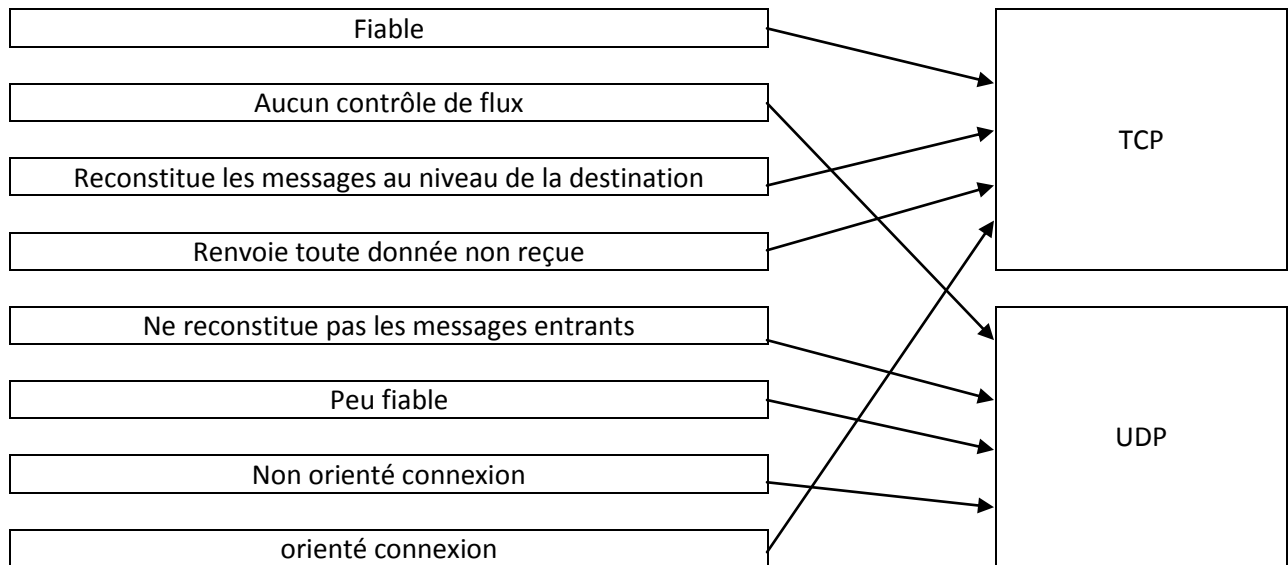 Fiable
Aucun contrôle de flux
Reconstitue les messages au niveau de la destination
Renvoie toute donnée non reçue
Ne reconstitue pas les messages entrants
Peu fiable
Non orienté connexion
orienté connexion
TCP
UDP